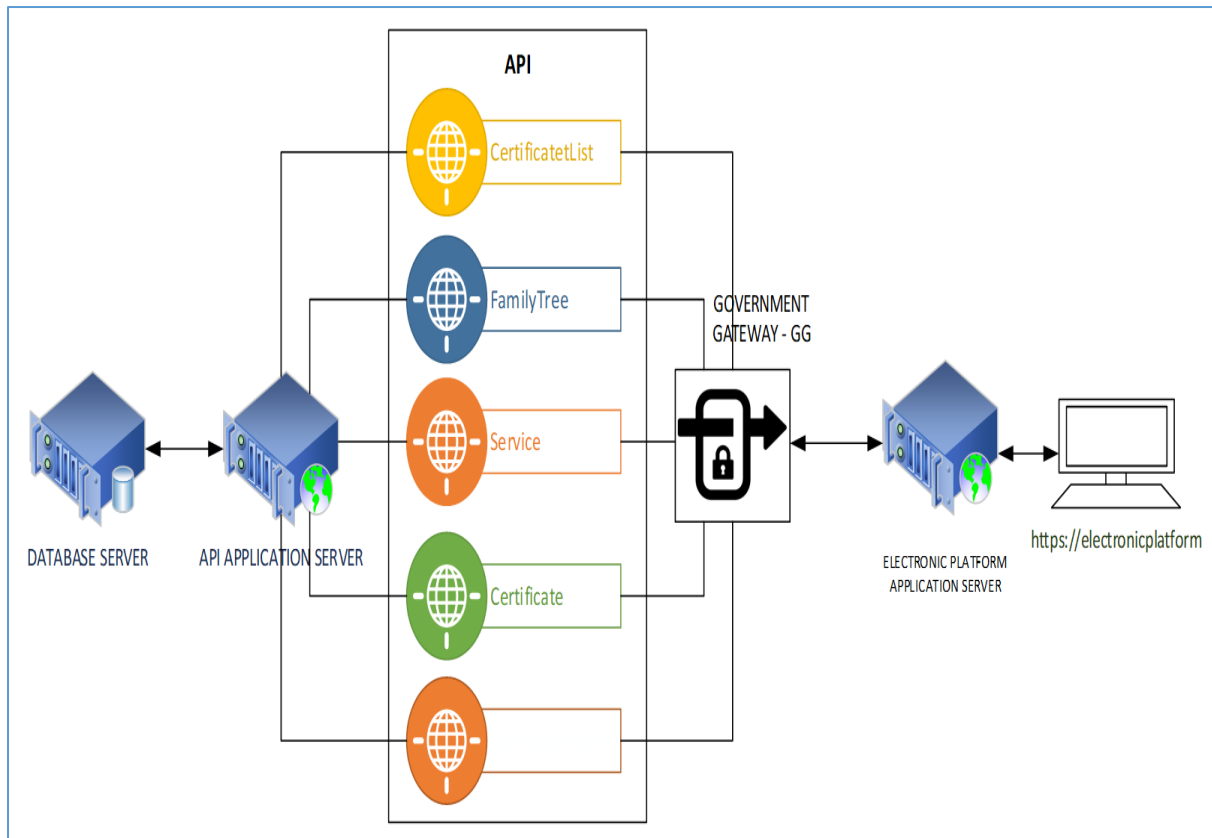 API
CertificatetList
FamilyTree
GOVERNMENT
GATEWAY - GG
Service
DATABASE SERVER
API APPLICATION SERVER
Certificate
ELECTRONIC PLATFORM
APPLICATION SERVER
https://electronicplatform